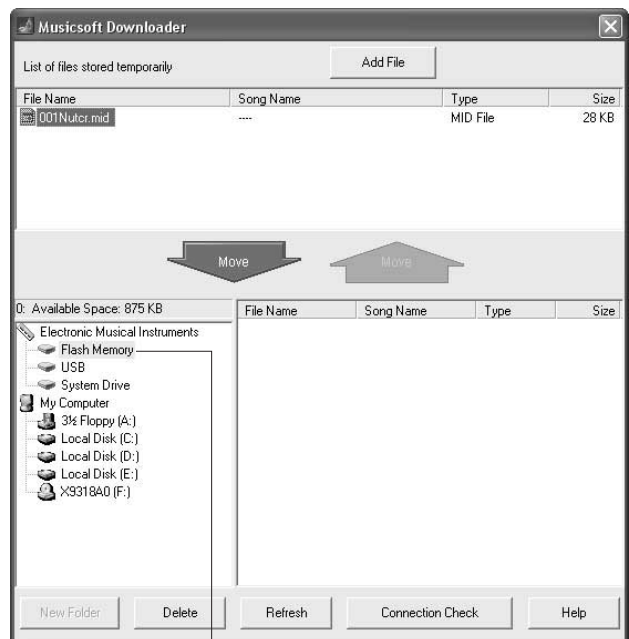 Musicsoft Downloader
List of files stored temporarily
Add File
File Name Song Name Type Size
001Nutcr.mid ---- MID File 28 KB
Move Move
0: Available Space: 875 KB
File Name Song Name Type Size
Electronic Musical Instruments
Flash Memory
USB
System Drive
My Computer
3½ Floppy (A:)
Local Disk (C:)
Local Disk (D:)
Local Disk (E:)
X9318A0 (F:)
New Folder Delete Refresh Connection Check Help